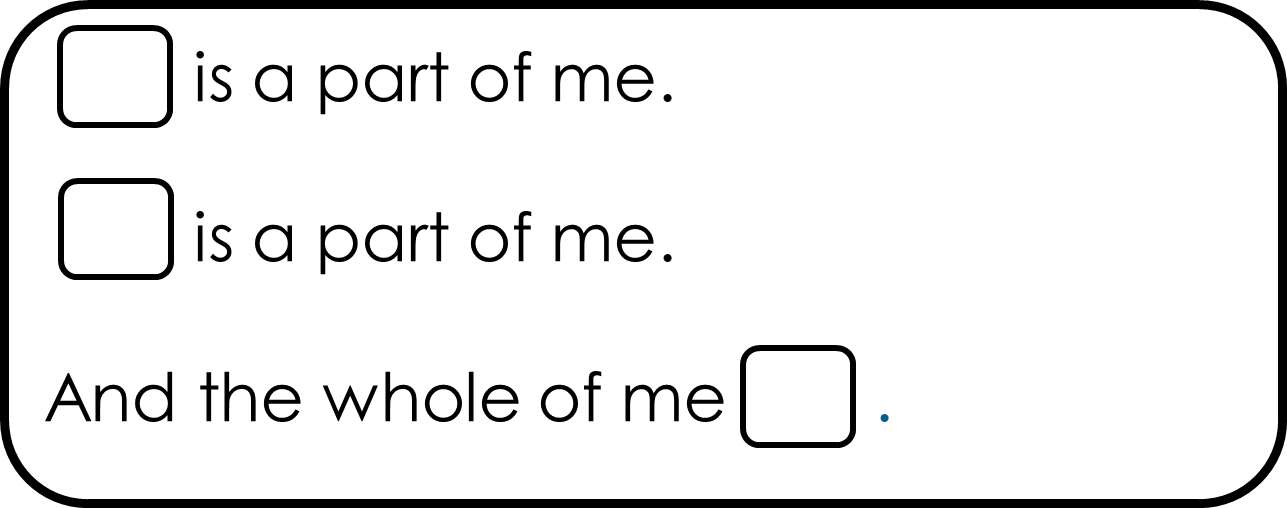 is a part of me.
is a part of me.
And the whole of me .